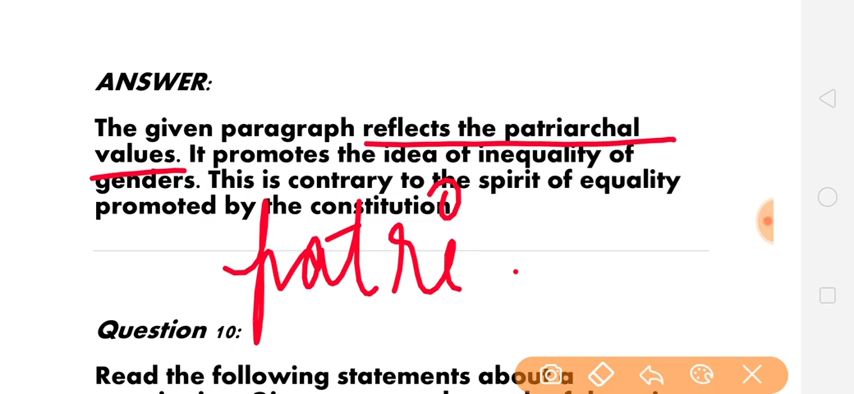 ANSWER:
The given paragraph reflects the patriarchal
values. It promotes the idea of inequality of
genders. This is contrary to the spirit of equality
promoted by the constitution
patri
Question 10:
Read the following statements about a